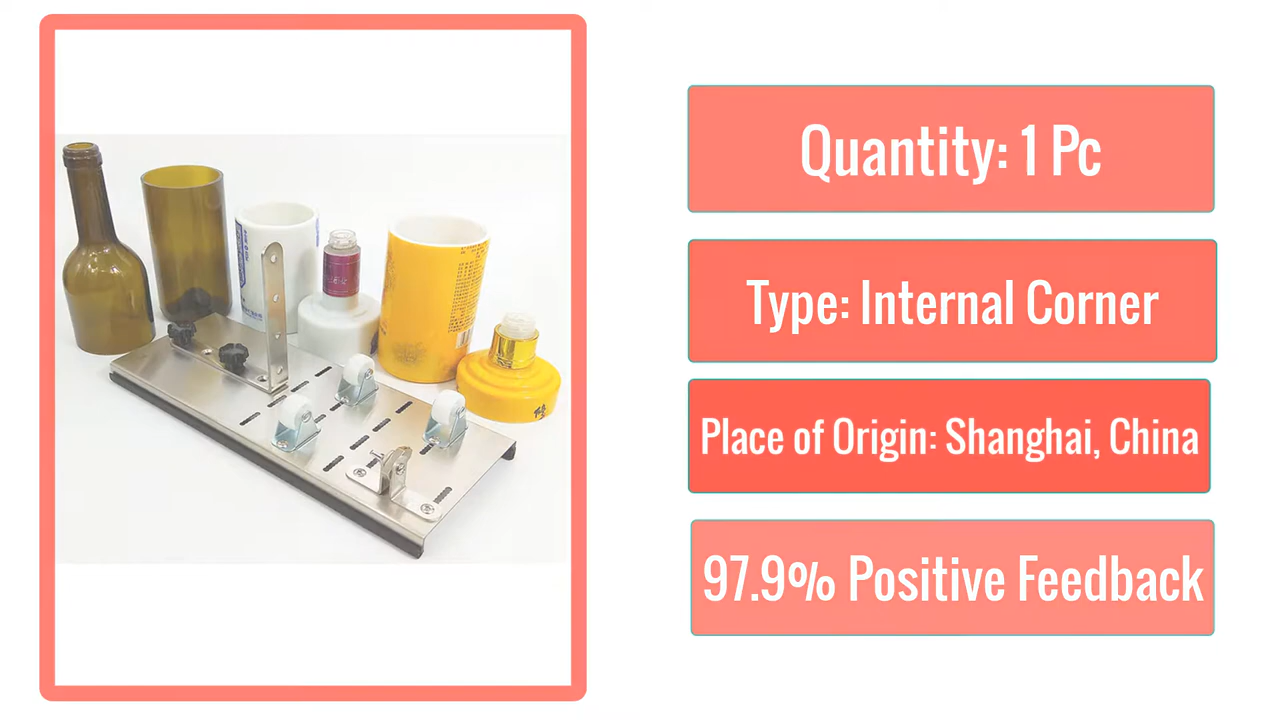 Quantity: 1 Pc
Type: Internal Corner
Place of Origin: Shanghai, China
97.9% Positive Feedback